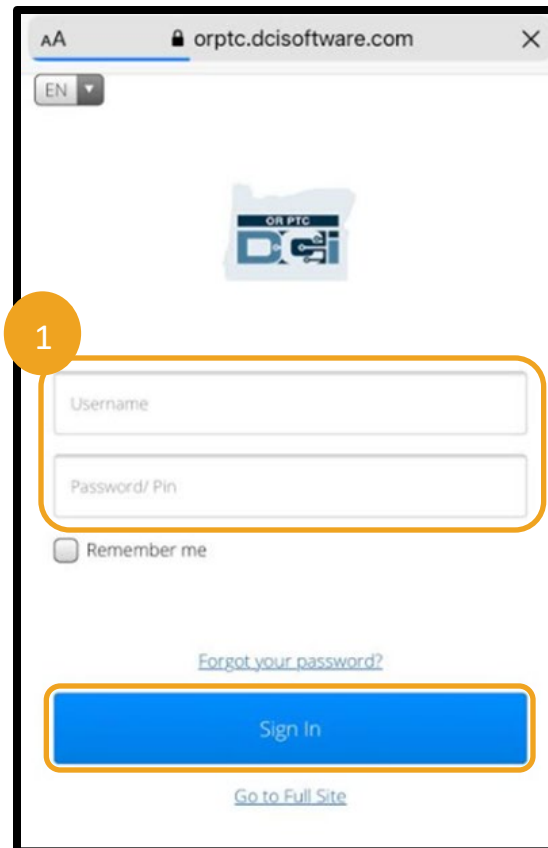 AA orptc.dcisoftware.com
EN
OR PTC
DCi
1
Username
Password/ Pin
Remember me
Forgot your password?
Sign In
Go to Full Site